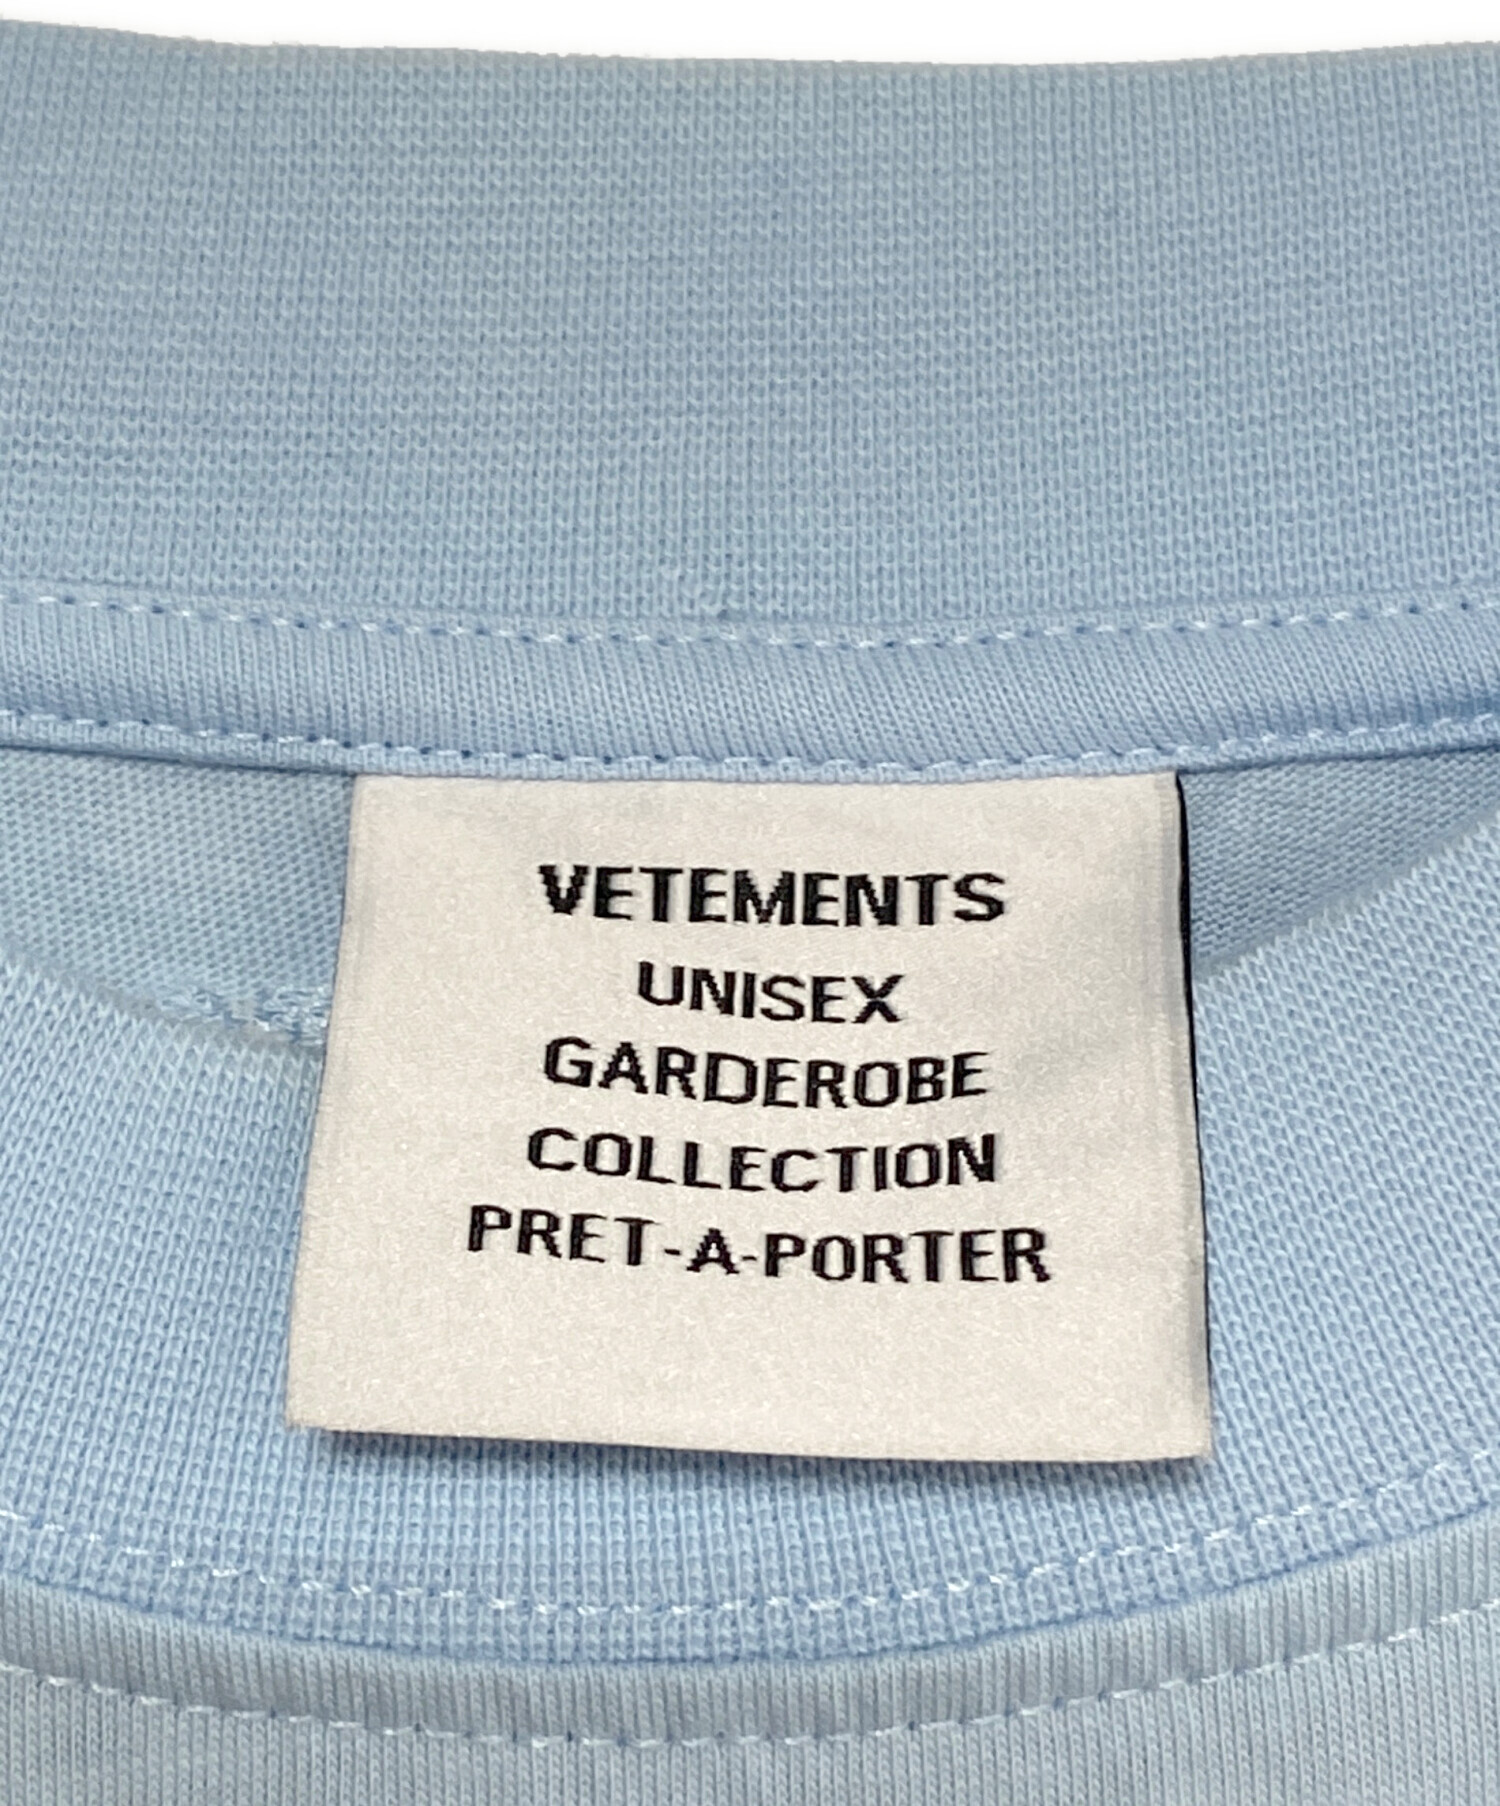 VETEMENTS
UNISEX
GARDEROBE
COLLECTION
PRET-A-PORTER